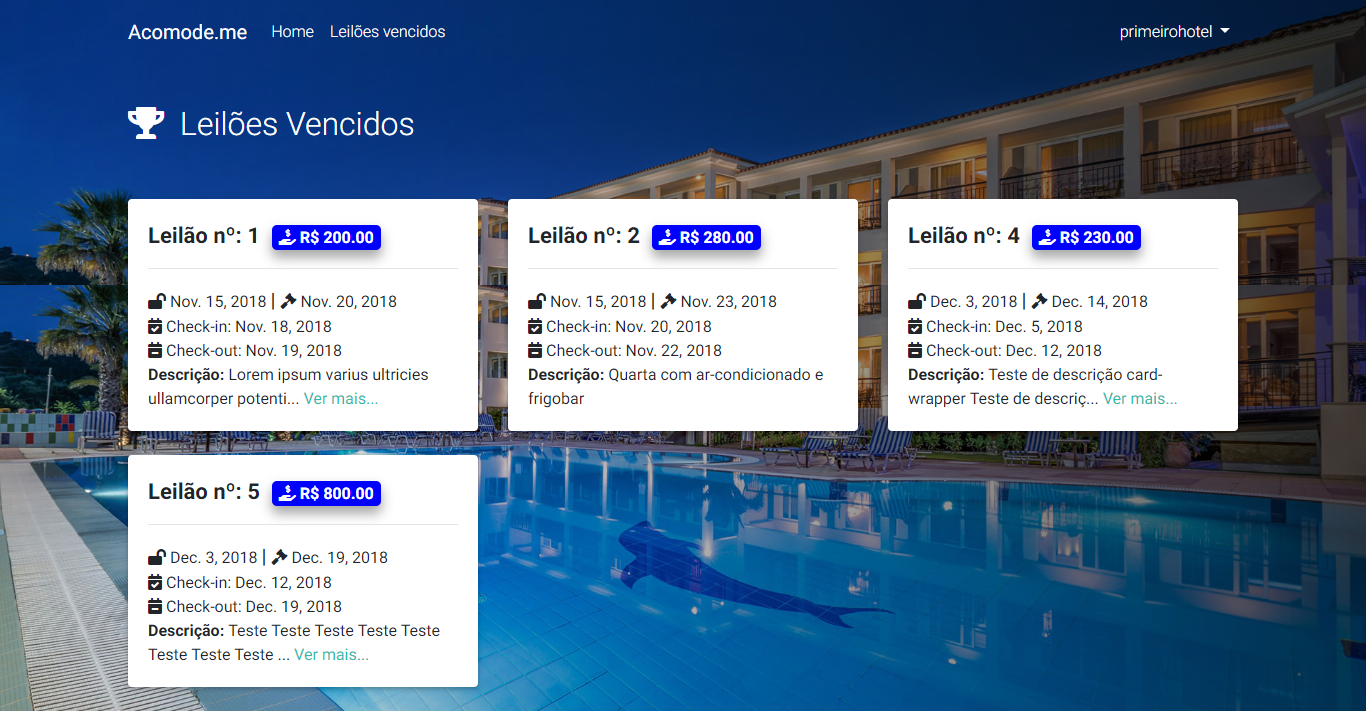 Acomode.me Home Leilões vencidos primeirohotel
Leilões Vencidos
Leilão nº: 1 R$ 200.00
Nov. 15, 2018 | Nov. 20, 2018
Check-in: Nov. 18, 2018
Check-out: Nov. 19, 2018
Descrição: Lorem ipsum varius ultricies
ullamcorper potenti... Ver mais...
Leilão nº: 2 R$ 280.00
Nov. 15, 2018 | Nov. 23, 2018
Check-in: Nov. 20, 2018
Check-out: Nov. 22, 2018
Descrição: Quarta com ar-condicionado e
frigobar
Leilão nº: 4 R$ 230.00
Dec. 3, 2018 | Dec. 14, 2018
Check-in: Dec. 5, 2018
Check-out: Dec. 12, 2018
Descrição: Teste de descrição card-
wrapper Teste de descriç... Ver mais...
Leilão nº: 5 R$ 800.00
Dec. 3, 2018 | Dec. 19, 2018
Check-in: Dec. 12, 2018
Check-out: Dec. 19, 2018
Descrição: Teste Teste Teste Teste Teste
Teste Teste Teste ... Ver mais...